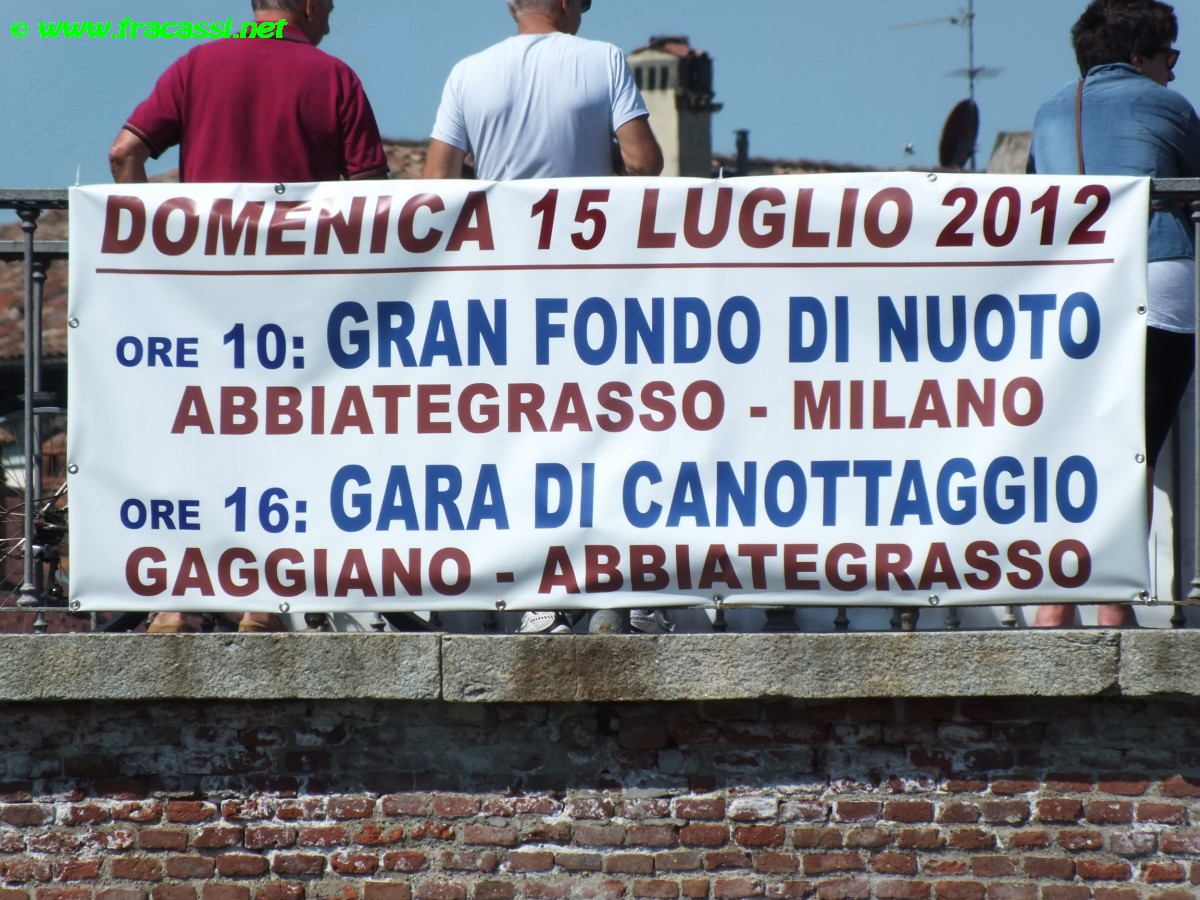 © www.fracassi.net
DOMENICA 15 LUGLIO 2012
ORE 10: GRAN FONDO DI NUOTO
ABBIATEGRASSO - MILANO
ORE 16: GARA DI CANOTTAGGIO
GAGGIANO - ABBIATEGRASSO